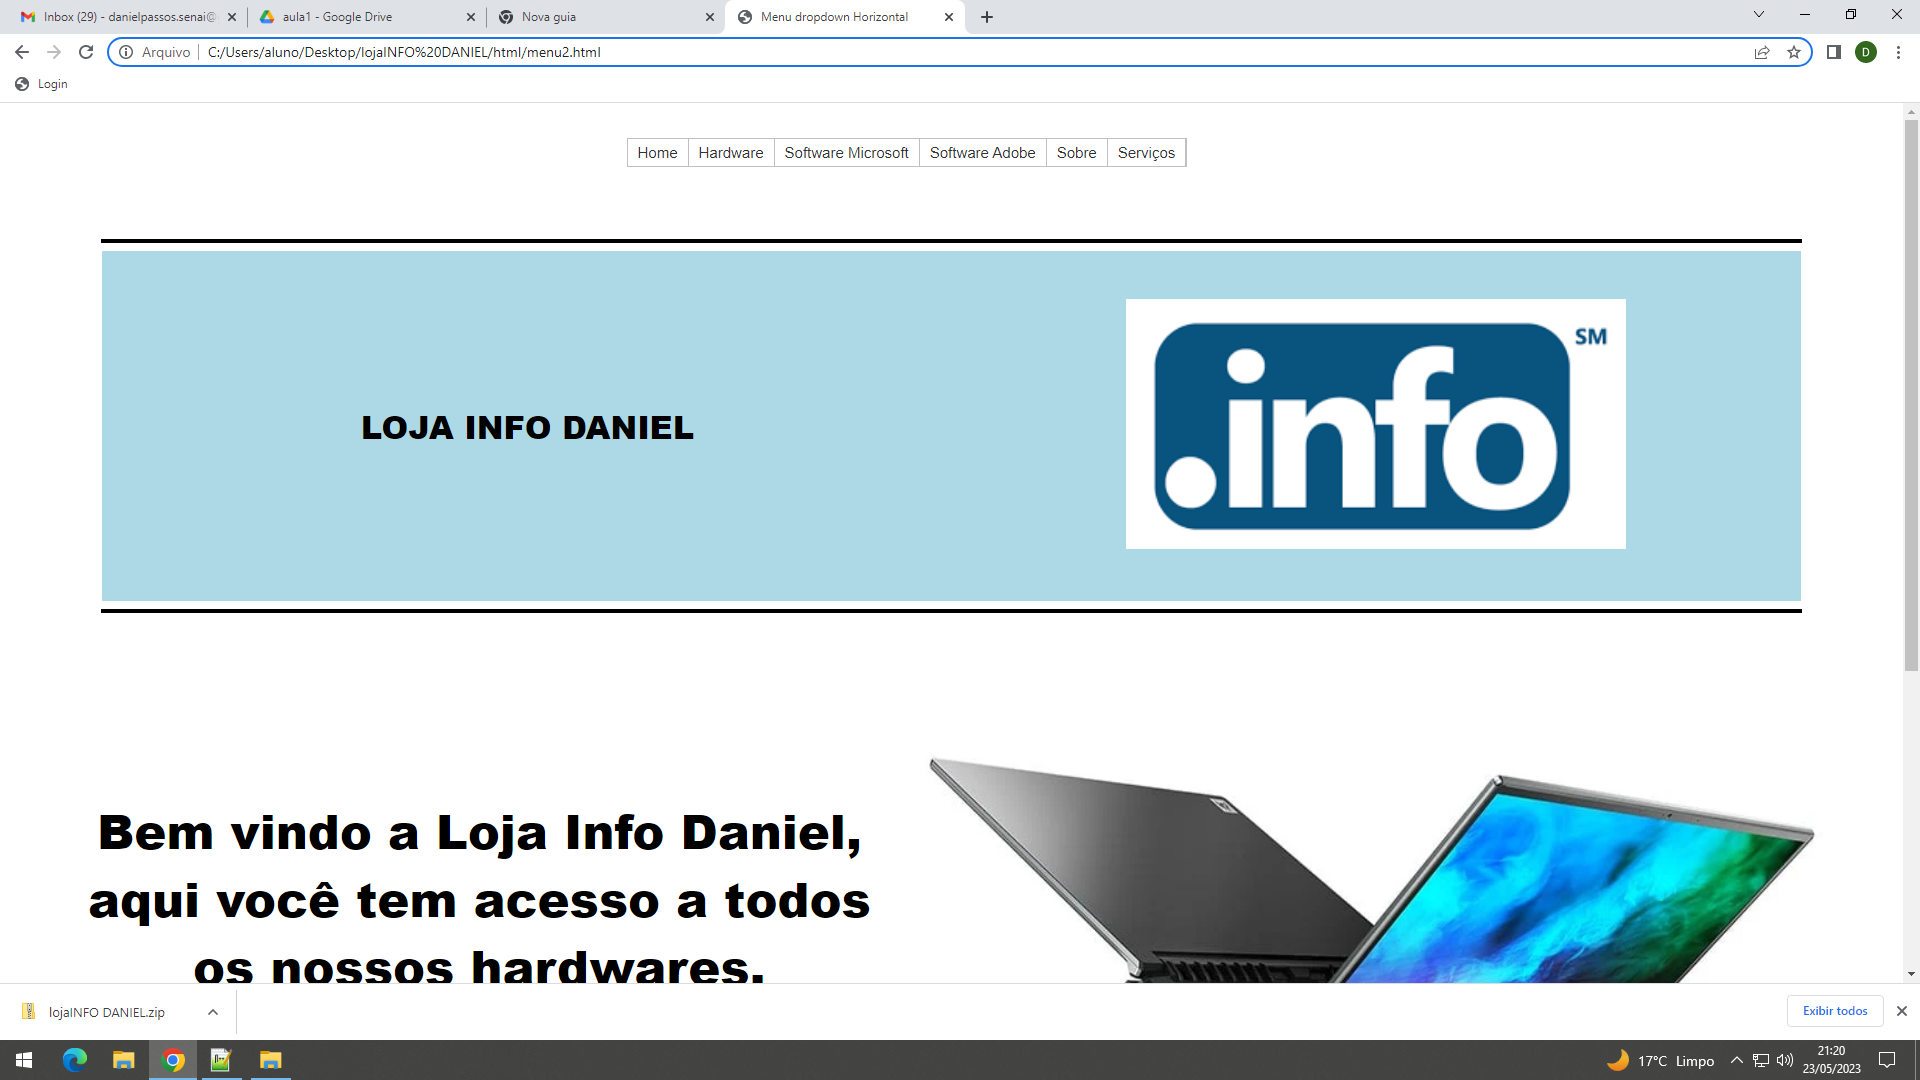 Inbox (29) - danielpassos.senai@
aula1 - Google Drive
Nova guia
Menu dropdown Horizontal
Arquivo C:/Users/aluno/Desktop/lojaINFO%20DANIEL/html/menu2.html
D
Login
Home Hardware Software Microsoft Software Adobe Sobre Serviços
LOJA INFO DANIEL
.info SM
Bem vindo a Loja Info Daniel,
aqui você tem acesso a todos
os nossos hardwares.
lojaINFO DANIEL.zip
Exibir todos
17°C Limpo
21:20
23/05/2023